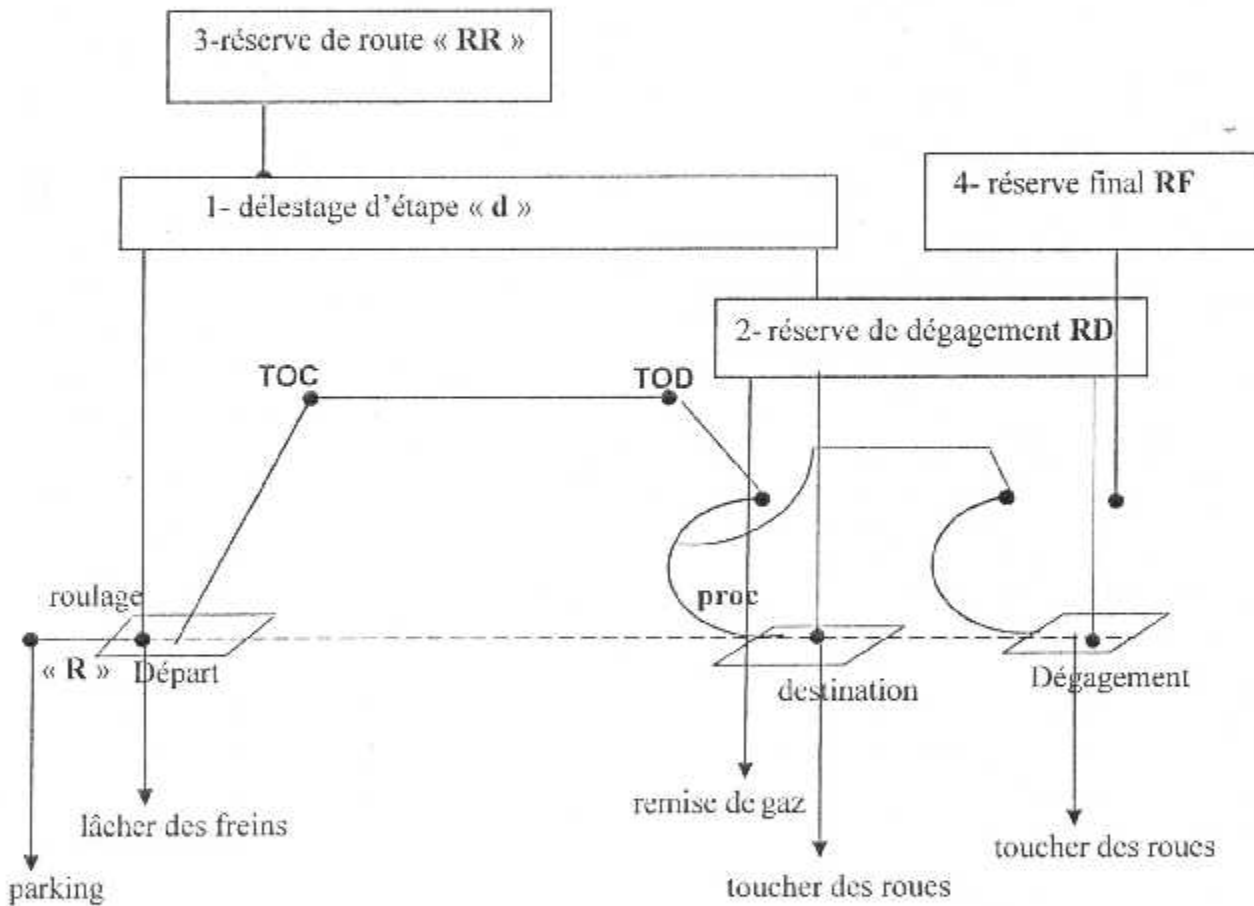 3-réserve de route « RR »
4- réserve final RF
1- délestage d'étape « d »
2- réserve de dégagement RD
TOC
TOD
roulage
proc
« R »
Départ
destination
Dégagement
remise de gaz
lâcher des freins
toucher des roues
parking
toucher des roues